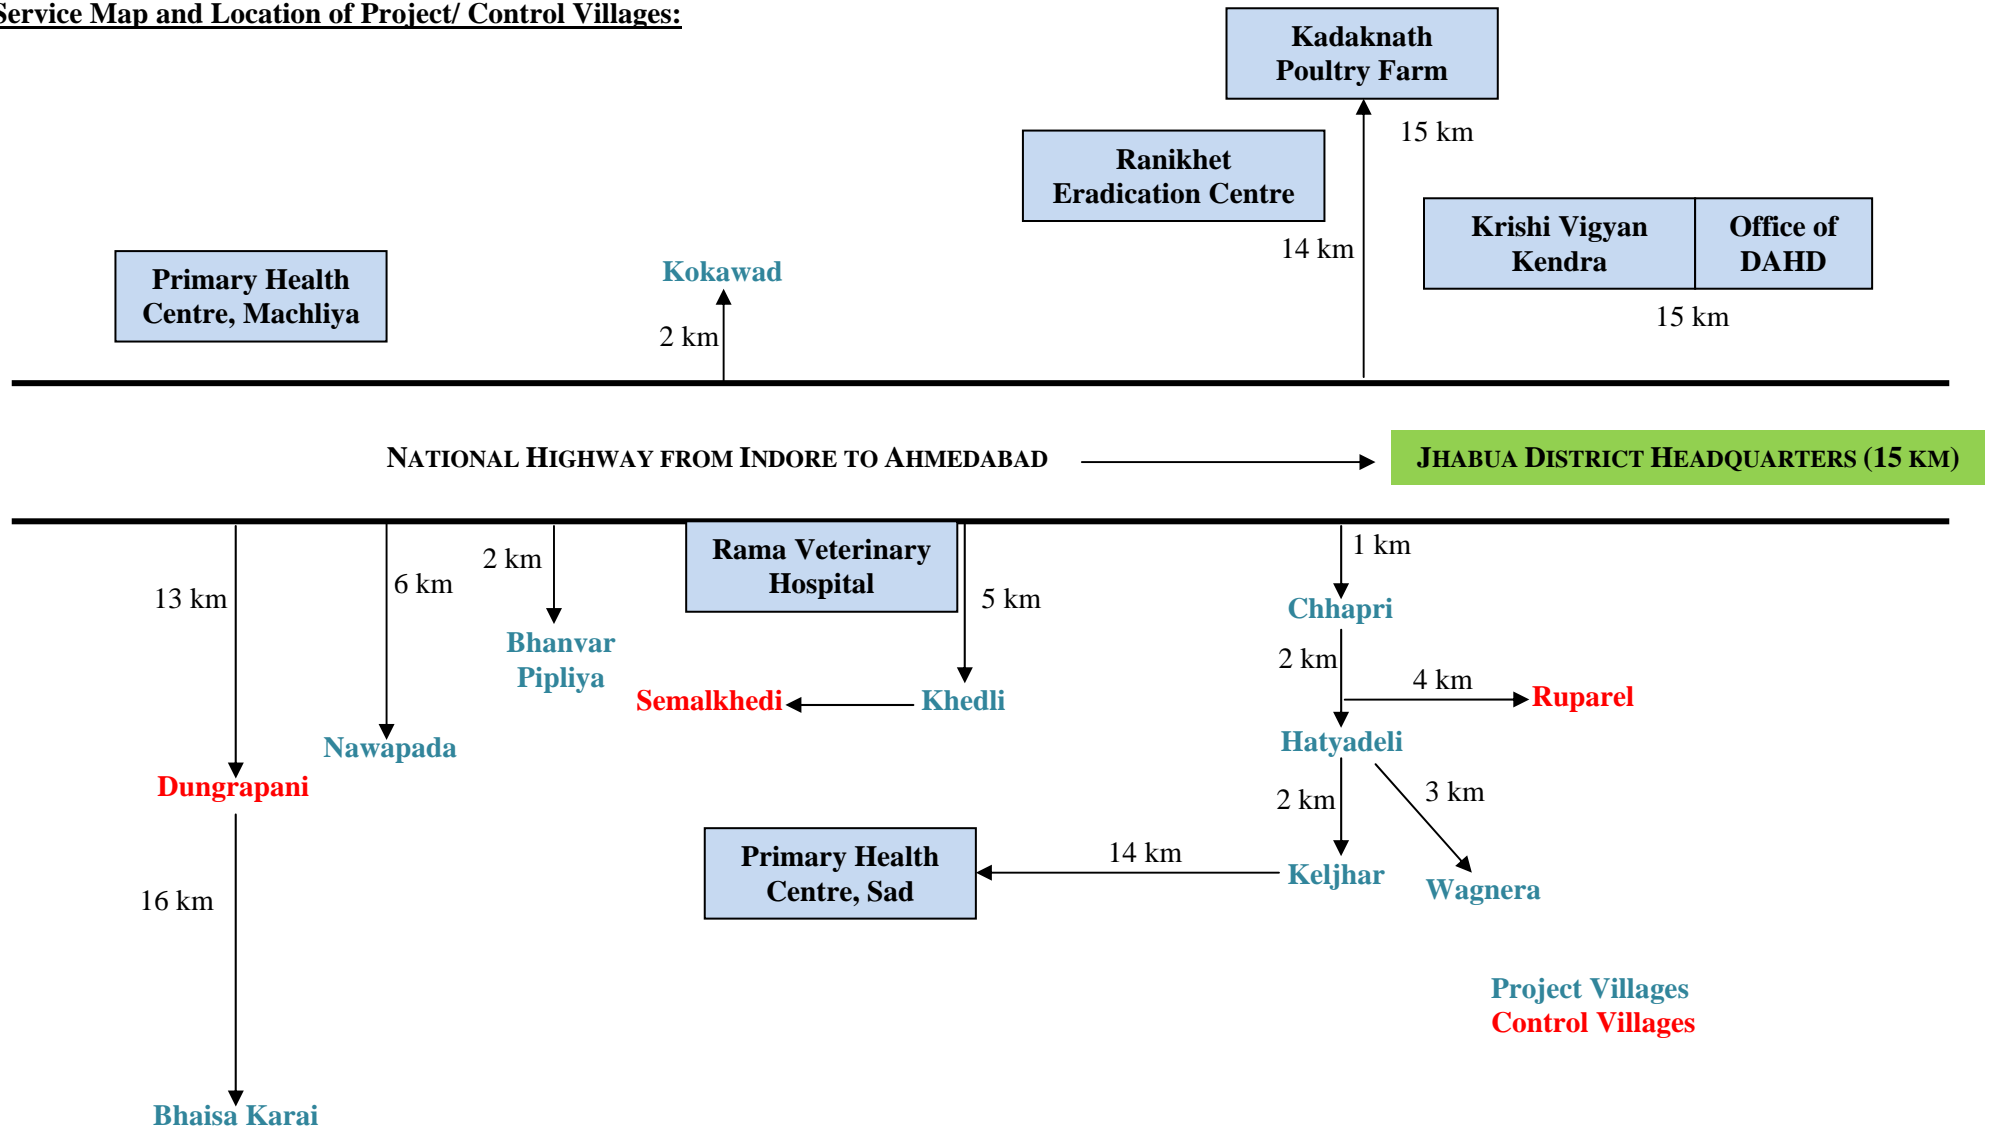 Service Map and Location of Project/ Control Villages:
Kadaknath
Poultry Farm
15 km
Ranikhet
Eradication Centre
14 km
Krishi Vigyan
Kendra
Office of
DAHD
15 km
Primary Health
Centre, Machliya
Kokawad
2 km
NATIONAL HIGHWAY FROM INDORE TO AHMEDABAD
JHABUA DISTRICT HEADQUARTERS (15 KM)
13 km
6 km
2 km
Rama Veterinary
Hospital
5 km
1 km
Chhapri
Bhanvar
Pipliya
2 km
Semalkhedi
Khedli
4 km
Ruparel
Nawapada
Hatyadeli
Dungrapani
2 km
3 km
Primary Health
Centre, Sad
14 km
Keljhar
Wagnera
16 km
Project Villages
Control Villages
Bhaisa Karai